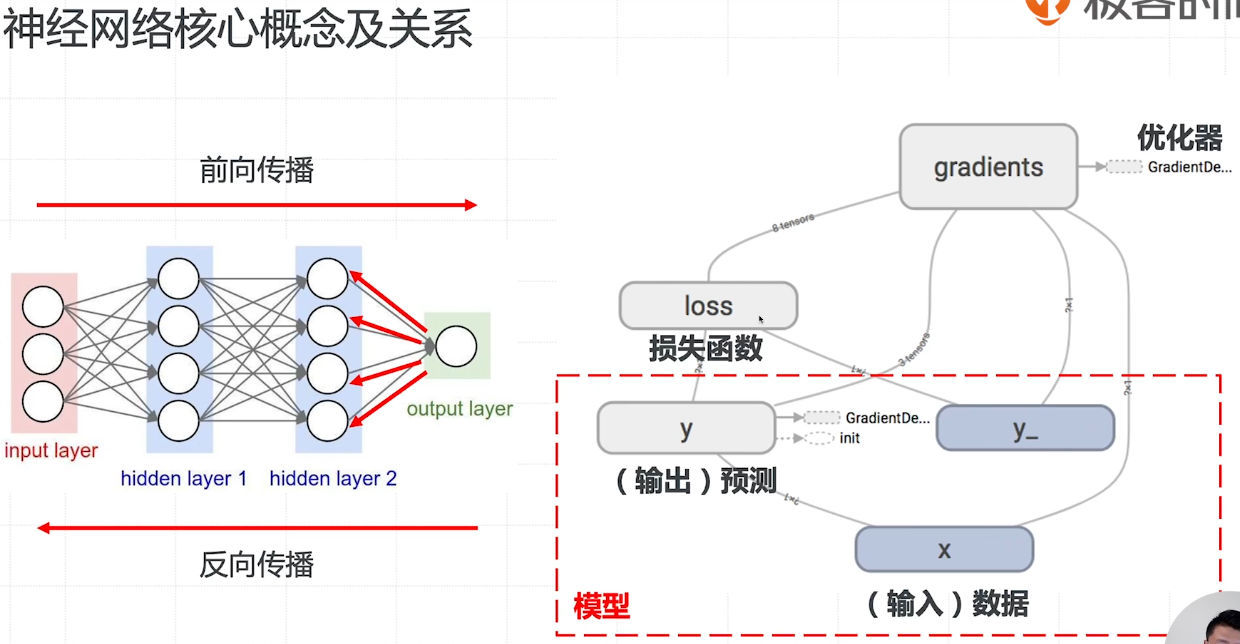 神经网络核心概念及关系
前向传播
input layer
hidden layer 1
hidden layer 2
output layer
反向传播
优化器
gradients
GradientDe...
8 tensors
loss
损失函数
?×1
3 tensors
?×1
?×1
?×1
y
GradientDe...
init
y_
（输出）预测
?×1
x
（输入）数据
模型